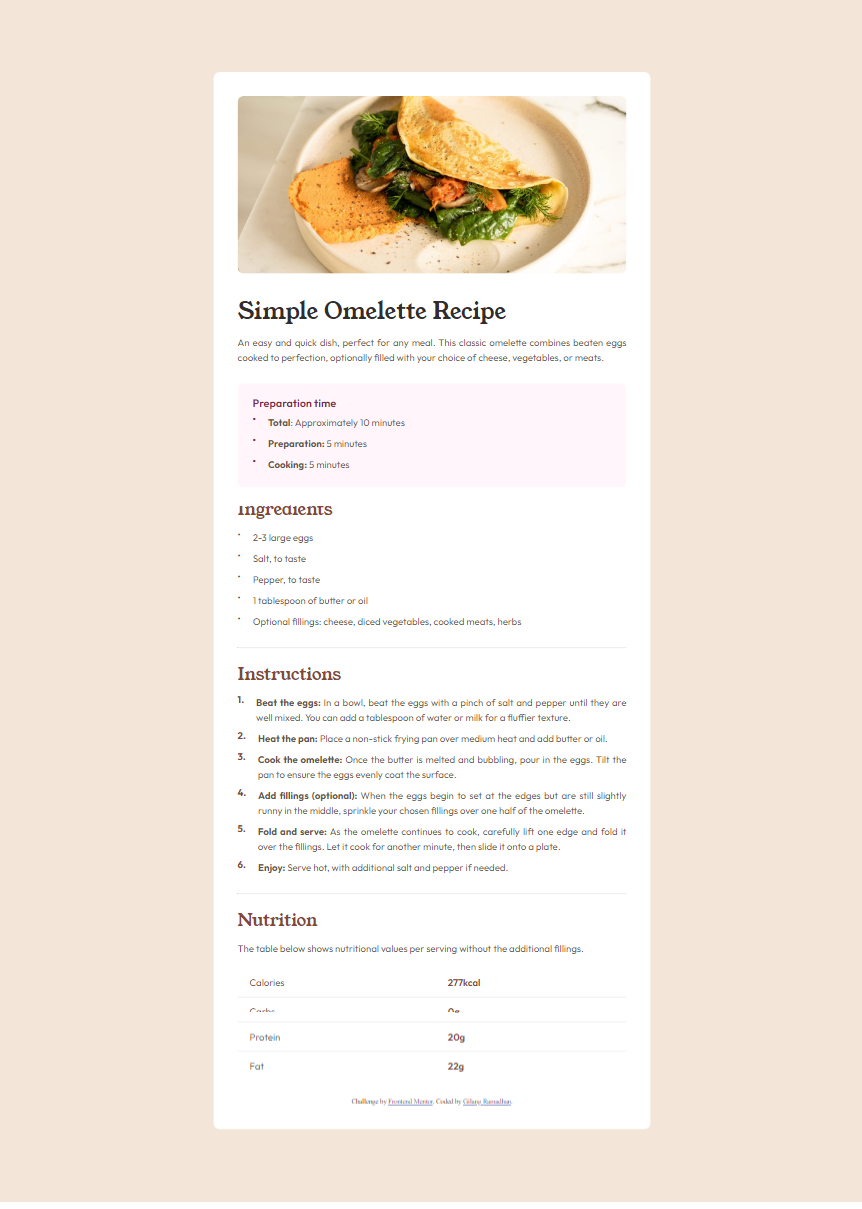 Simple Omelette Recipe
An easy and quick dish, perfect for any meal. This classic omelette combines beaten eggs
cooked to perfection, optionally filled with your choice of cheese, vegetables, or meats.
Preparation time
• Total: Approximately 10 minutes
• Preparation: 5 minutes
• Cooking: 5 minutes
Ingredients
• 2-3 large eggs
• Salt, to taste
• Pepper, to taste
• 1 tablespoon of butter or oil
• Optional fillings: cheese, diced vegetables, cooked meats, herbs
Instructions
1. Beat the eggs: In a bowl, beat the eggs with a pinch of salt and pepper until they are
well mixed. You can add a tablespoon of water or milk for a fluffier texture.
2. Heat the pan: Place a non-stick frying pan over medium heat and add butter or oil.
3. Cook the omelette: Once the butter is melted and bubbling, pour in the eggs. Tilt the
pan to ensure the eggs evenly coat the surface.
4. Add fillings (optional): When the eggs begin to set at the edges but are still slightly
runny in the middle, sprinkle your chosen fillings over one half of the omelette.
5. Fold and serve: As the omelette continues to cook, carefully lift one edge and fold it
over the fillings. Let it cook for another minute, then slide it onto a plate.
6. Enjoy: Serve hot, with additional salt and pepper if needed.
Nutrition
The table below shows nutritional values per serving without the additional fillings.
Calories 277kcal
Protein 20g
Fat 22g
Challenge by Frontend Mentor. Coded by Gilang Ramadhan.